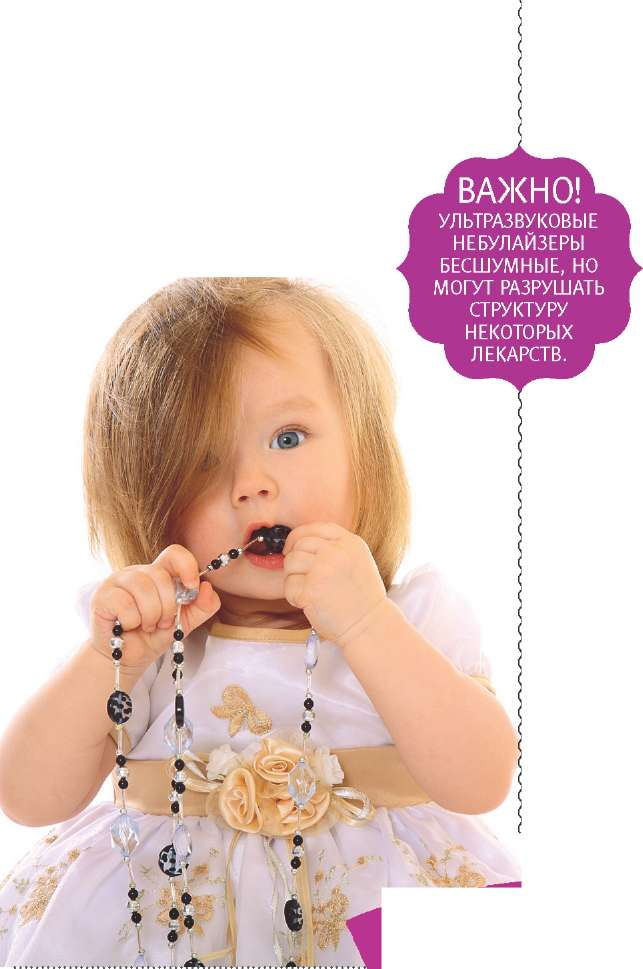 ВАЖНО!
УЛЬТРАЗВУКОВЫЕ
НЕБУЛАЙЗЕРЫ
БЕСШУМНЫЕ, НО
МОГУТ РАЗРУШАТЬ
СТРУКТУРУ
НЕКОТОРЫХ
ЛЕКАРСТВ.